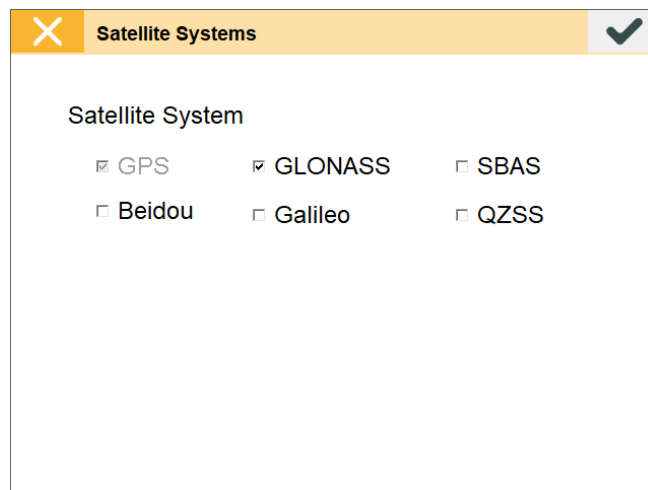 Satellite Systems
Satellite System
GPS GLONASS SBAS
Beidou Galileo QZSS